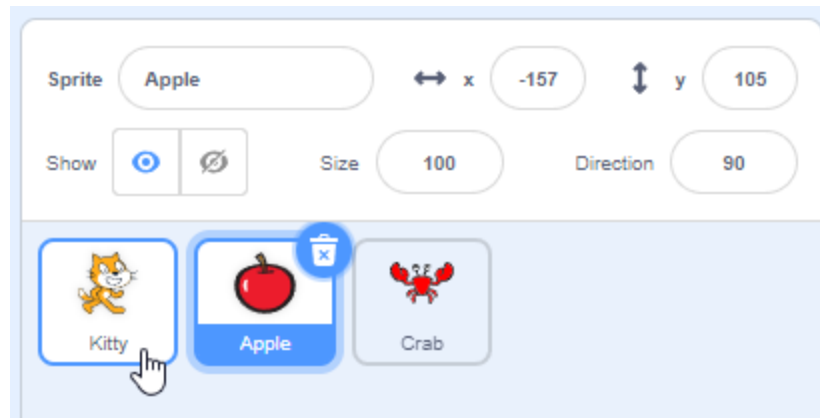 Sprite Apple x -157 y 105
Show Size 100 Direction 90
Kitty Apple Crab